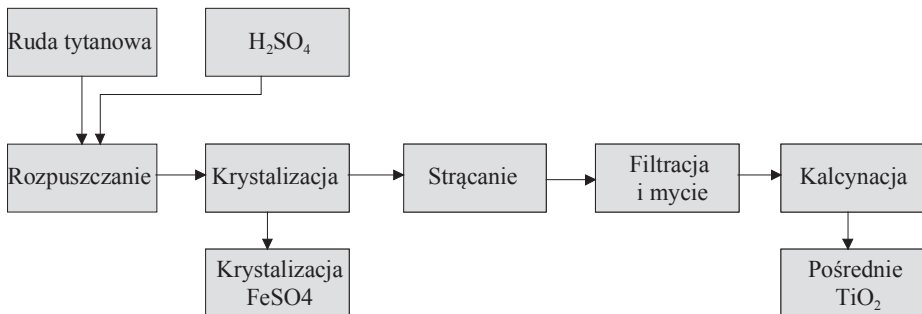 Ruda tytanowa
H₂SO₄
Rozpuszczanie
Krystalizacja
Strącanie
Filtracja
i mycie
Kalcynacja
Krystalizacja
FeSO4
Pośrednie
TiO₂